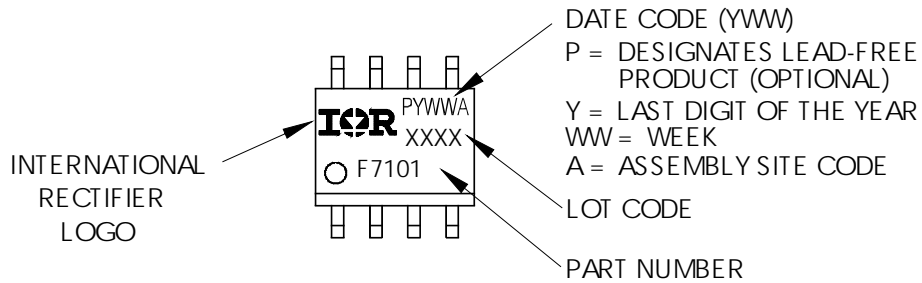 DATE CODE (YWW)
P = DESIGNATES LEAD-FREE
PRODUCT (OPTIONAL)
Y = LAST DIGIT OF THE YEAR
WW = WEEK
A = ASSEMBLY SITE CODE
LOT CODE
PART NUMBER
INTERNATIONAL
RECTIFIER
LOGO
IOR
PYWWA
XXXX
F7101